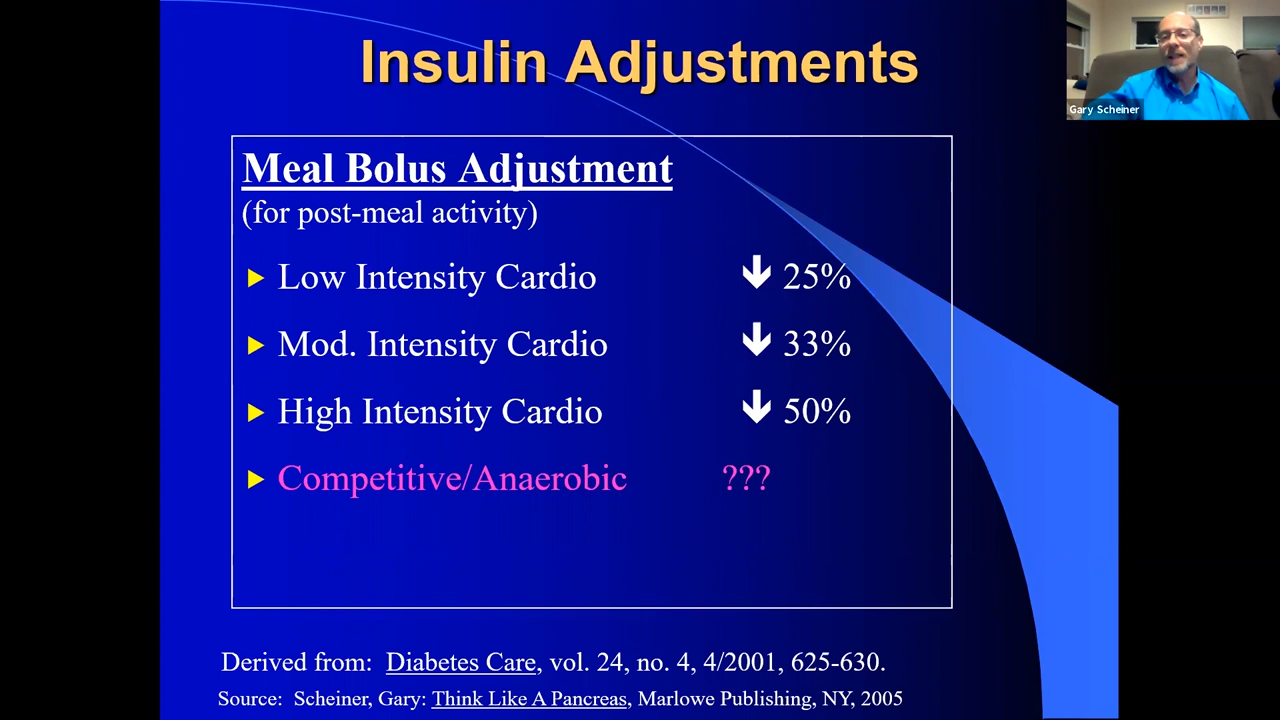 Insulin Adjustments
Gary Scheiner
Meal Bolus Adjustment
(for post-meal activity)
Low Intensity Cardio 🡻 25%
Mod. Intensity Cardio 🡻 33%
High Intensity Cardio 🡻 50%
Competitive/Anaerobic ???
Derived from: Diabetes Care, vol. 24, no. 4, 4/2001, 625-630.
Source: Scheiner, Gary: Think Like A Pancreas, Marlowe Publishing, NY, 2005